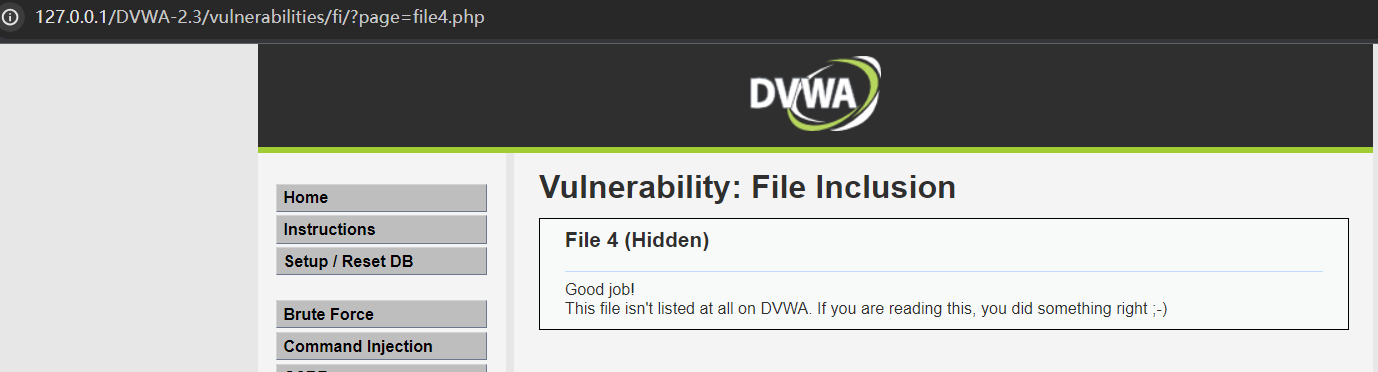 127.0.0.1/DVWA-2.3/vulnerabilities/fi/?page=file4.php
DVWA
Home
Instructions
Setup / Reset DB
Brute Force
Command Injection
Vulnerability: File Inclusion
File 4 (Hidden)
Good job!
This file isn't listed at all on DVWA. If you are reading this, you did something right ;-)